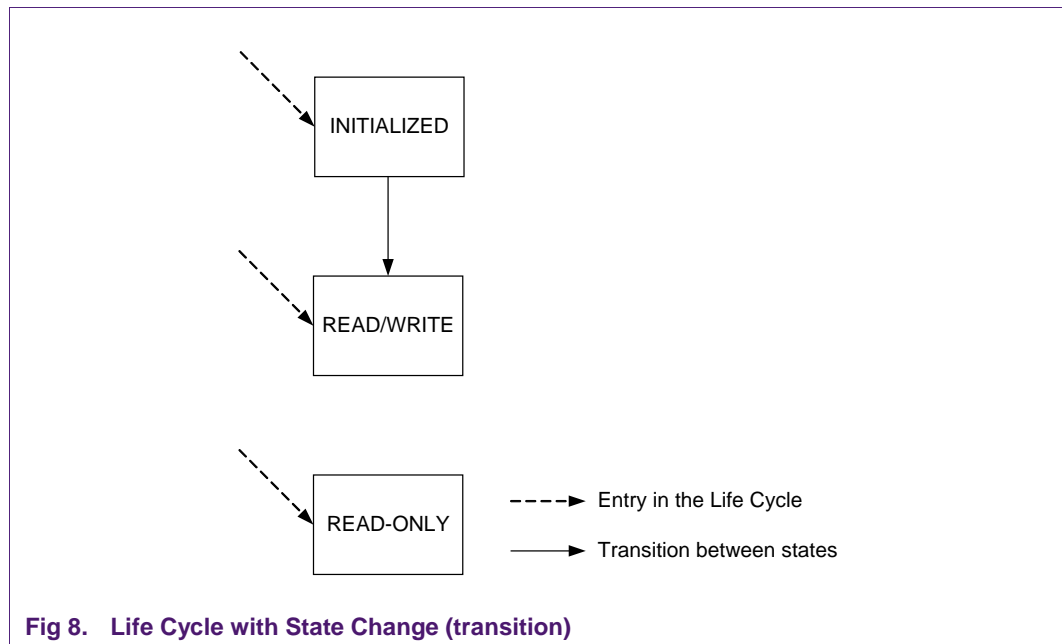 INITIALIZED
READ/WRITE
READ-ONLY
Entry in the Life Cycle
Transition between states
Fig 8. Life Cycle with State Change (transition)